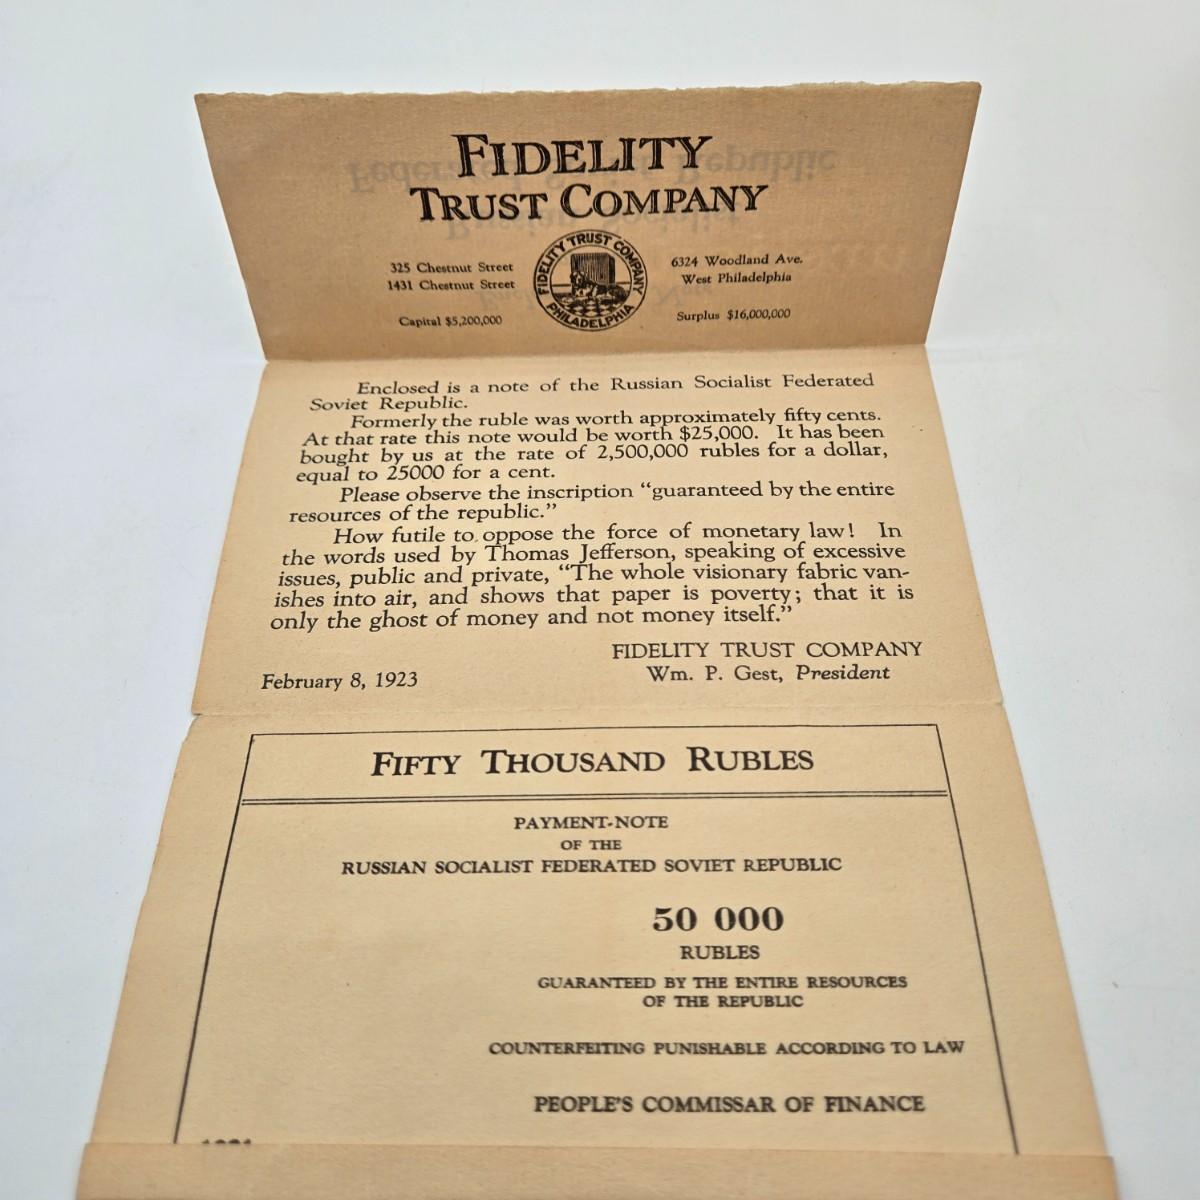 FIDELITY
TRUST COMPANY
325 Chestnut Street
1431 Chestnut Street
Capital $5,200,000
FIDELITY TRUST COMPANY
PHILADELPHIA
6324 Woodland Ave.
West Philadelphia
Surplus $16,000,000
Enclosed is a note of the Russian Socialist Federated
Soviet Republic.
Formerly the ruble was worth approximately fifty cents.
At that rate this note would be worth $25,000. It has been
bought by us at the rate of 2,500,000 rubles for a dollar,
equal to 25000 for a cent.
Please observe the inscription “guaranteed by the entire
resources of the republic.”
How futile to oppose the force of monetary law! In
the words used by Thomas Jefferson, speaking of excessive
issues, public and private, “The whole visionary fabric van-
ishes into air, and shows that paper is poverty; that it is
only the ghost of money and not money itself.”
FIDELITY TRUST COMPANY
Wm. P. Gest, President
February 8, 1923
FIFTY THOUSAND RUBLES
PAYMENT-NOTE
OF THE
RUSSIAN SOCIALIST FEDERATED SOVIET REPUBLIC
50 000
RUBLES
GUARANTEED BY THE ENTIRE RESOURCES
OF THE REPUBLIC
COUNTERFEITING PUNISHABLE ACCORDING TO LAW
PEOPLE'S COMMISSAR OF FINANCE